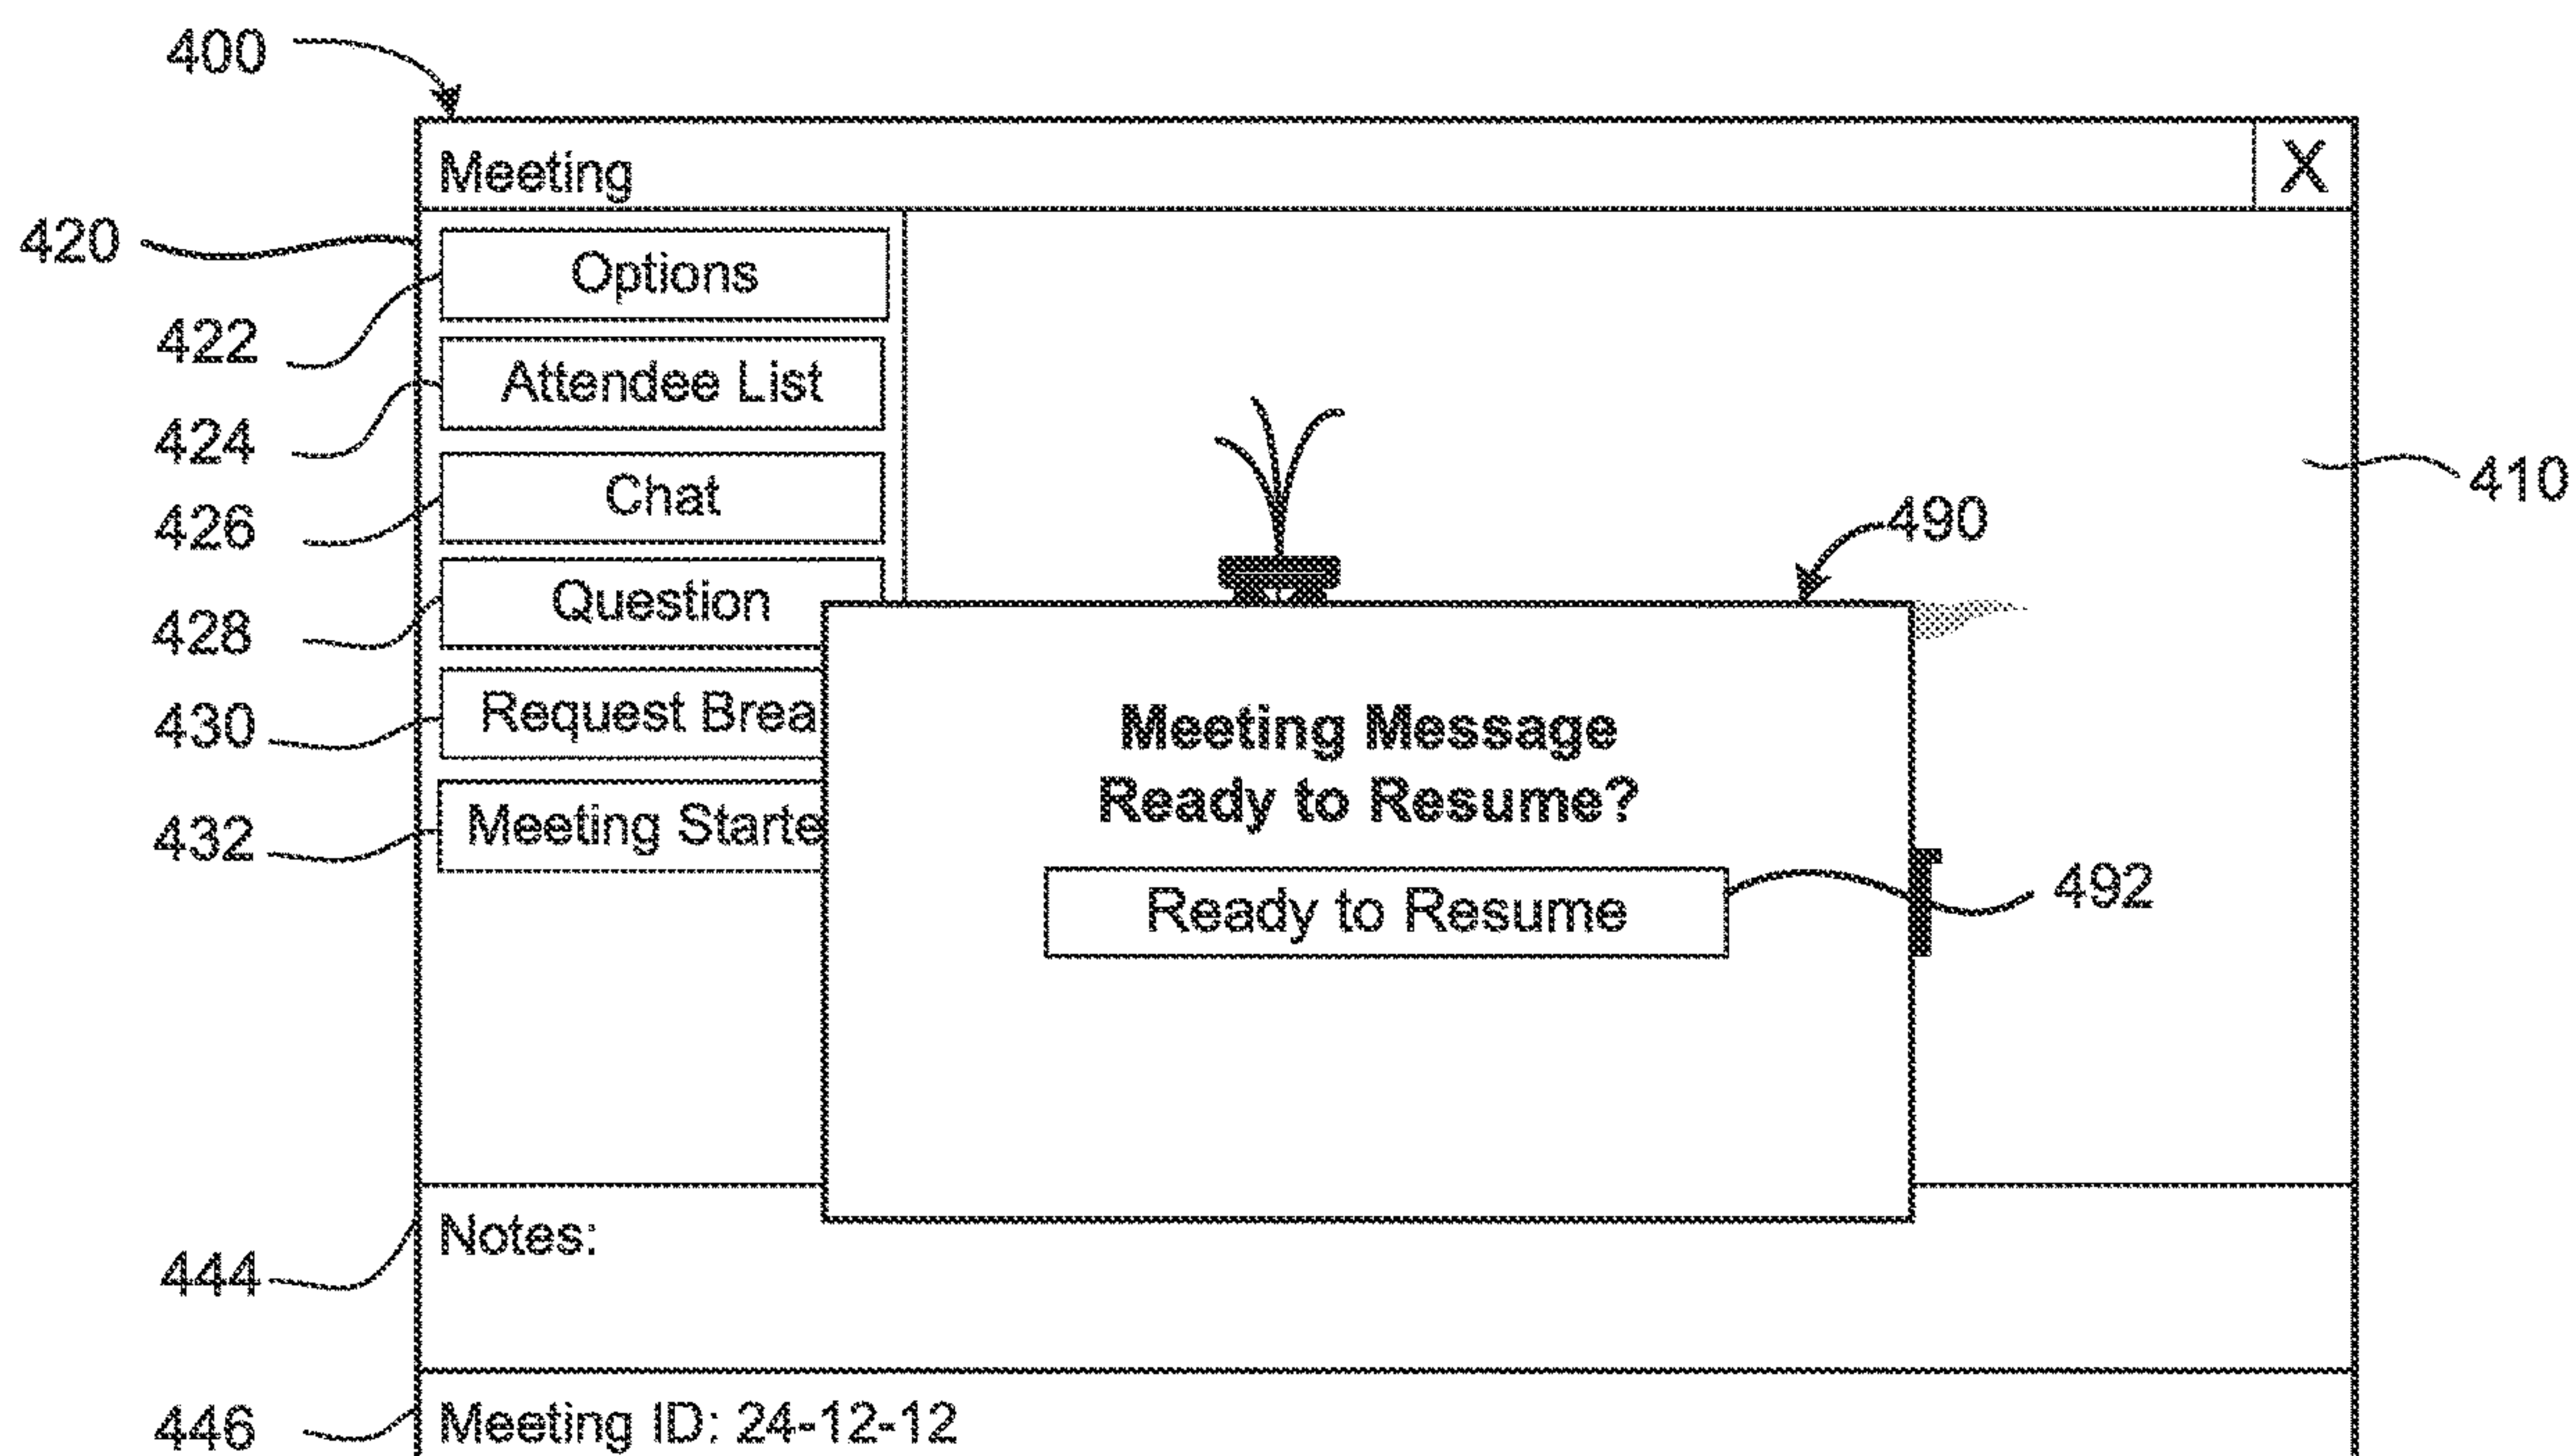 400
Meeting X
420
Options
422
Attendee List
424
Chat
426
410
490
Question
428
Request Brea
430
Meeting Message
Ready to Resume?
Meeting Starte
432
Ready to Resume
492
Notes:
444
Meeting ID: 24-12-12
446